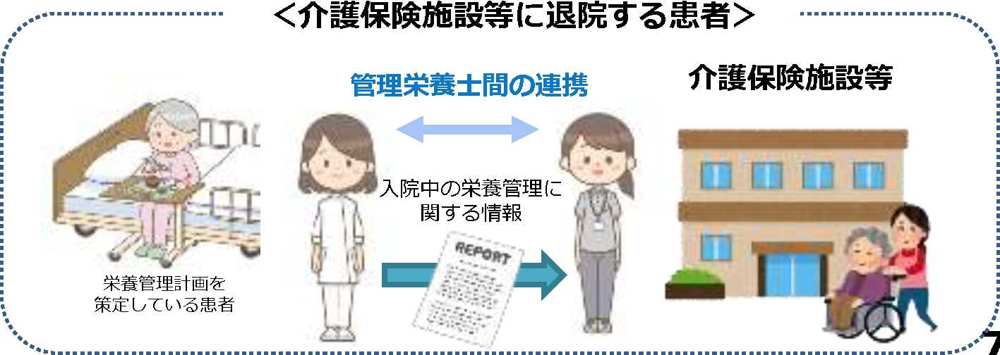 ＜介護保険施設等に退院する患者＞
管理栄養士間の連携
介護保険施設等
入院中の栄養管理に
関する情報
REPORT
栄養管理計画を
策定している患者
7